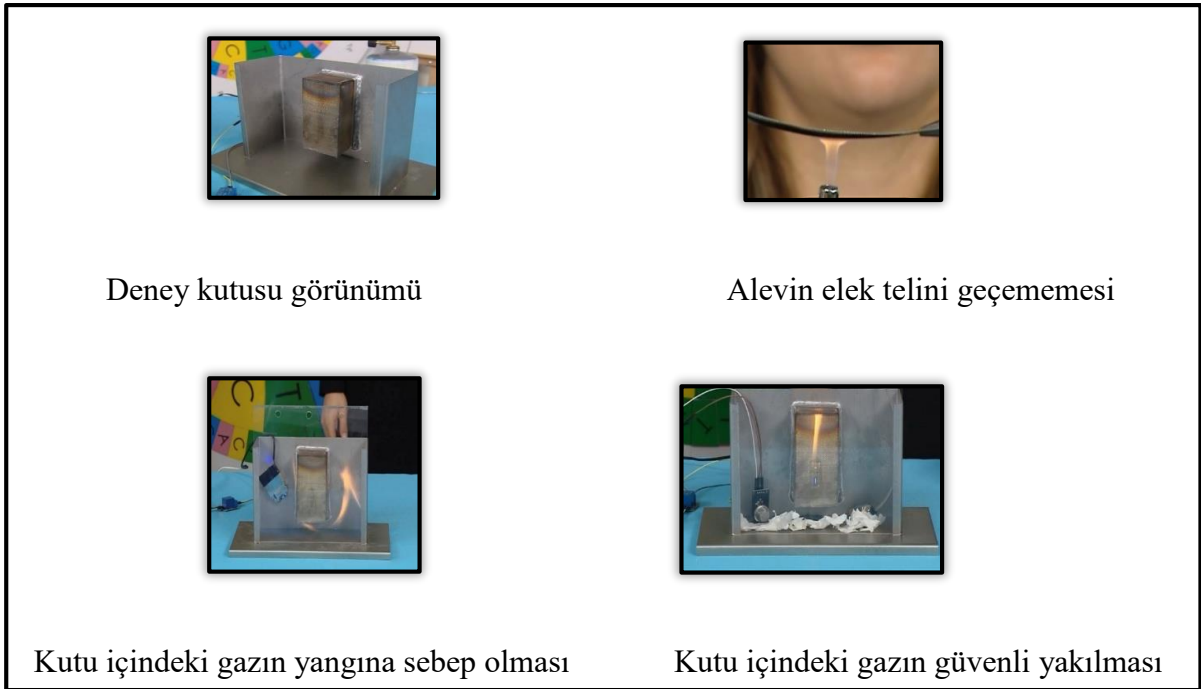 Deney kutusu görünümü
Alevin elek telini geçememesi
Kutu içindeki gazın yangına sebep olması
Kutu içindeki gazın güvenli yakılması